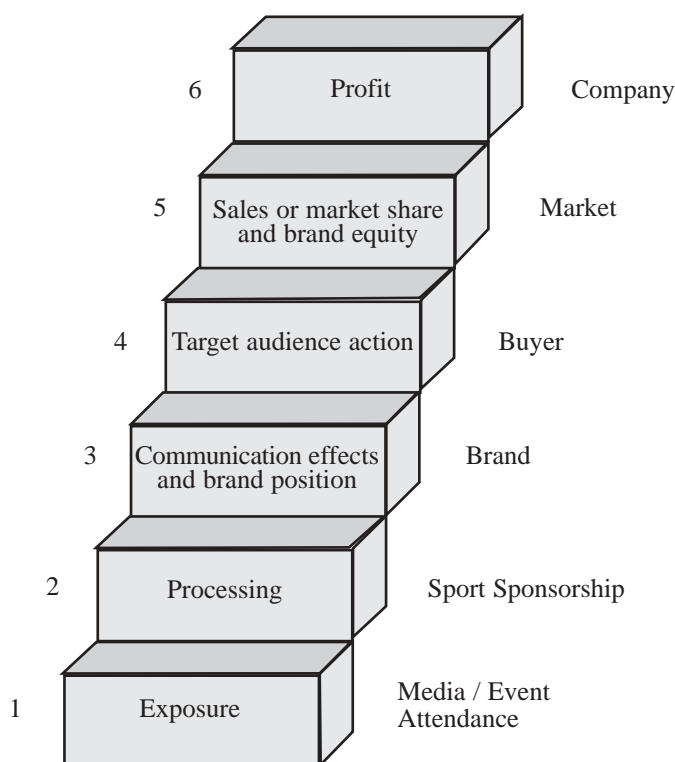 6 Profit Company
5 Sales or market share and brand equity Market
4 Target audience action Buyer
3 Communication effects and brand position Brand
2 Processing Sport Sponsorship
1 Exposure Media / Event Attendance